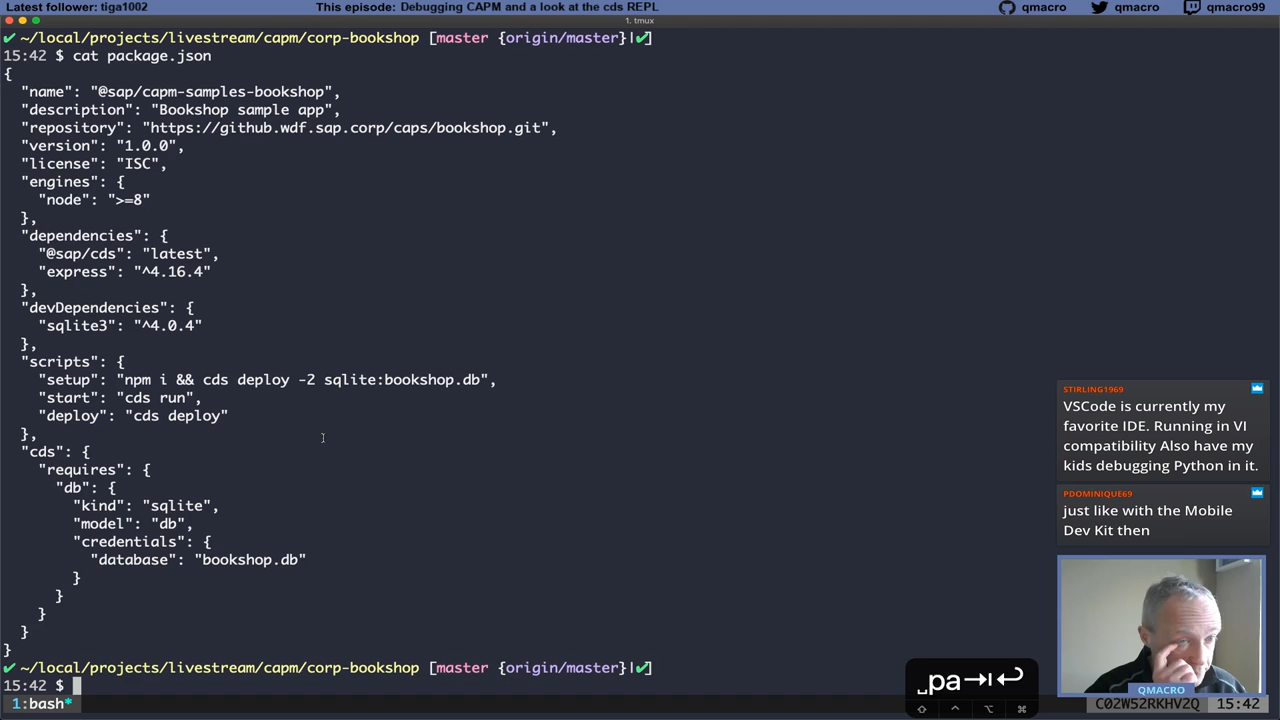 Latest follower: tiga1002
This episode: Debugging CAPM and a look at the cds REPL
qmacro
qmacro
qmacro99
1. tmux
✔ ~/local/projects/livestream/capm/corp-bookshop [master {origin/master}|✔]
15:42 $ cat package.json
{
"name": "@sap/capm-samples-bookshop",
"description": "Bookshop sample app",
"repository": "https://github.wdf.sap.corp/caps/bookshop.git",
"version": "1.0.0",
"license": "ISC",
"engines": {
"node": ">=8"
},
"dependencies": {
"@sap/cds": "latest",
"express": "^4.16.4"
},
"devDependencies": {
"sqlite3": "^4.0.4"
},
"scripts": {
"setup": "npm i && cds deploy -2 sqlite:bookshop.db",
"start": "cds run",
"deploy": "cds deploy"
},
"cds": {
"requires": {
"db": {
"kind": "sqlite",
"model": "db",
"credentials": {
"database": "bookshop.db"
}
}
}
}
}
✔ ~/local/projects/livestream/capm/corp-bookshop [master {origin/master}|✔]
15:42 $
1:bash*
STIRLING1969
VSCode is currently my
favorite IDE. Running in VI
compatibility Also have my
kids debugging Python in it.
PDOMINIQUE69
just like with the Mobile
Dev Kit then
␣pa⇥⏎
⇧ ⌃ ⌥ ⌘
QMACRO
C02W52RKHV2Q 15:42